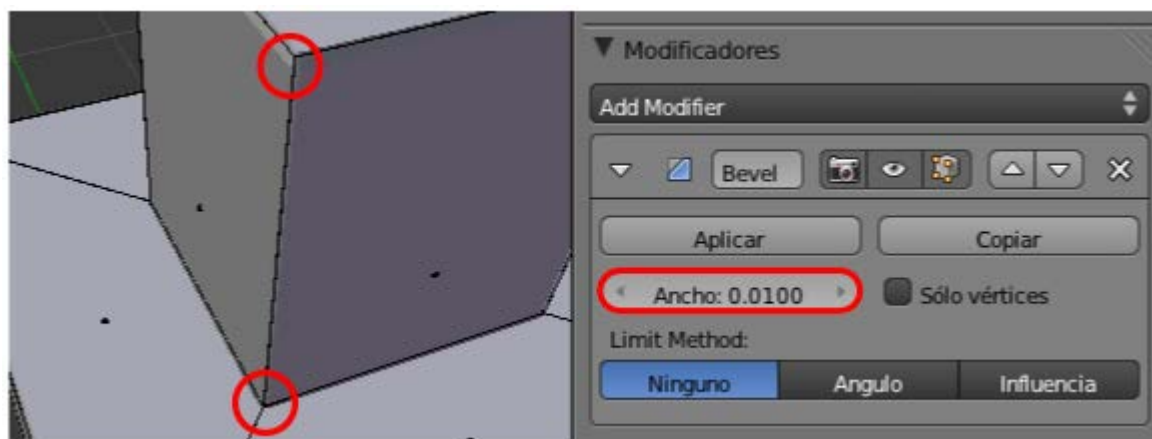 Modificadores
Add Modifier
Bevel
Aplicar Copiar
Ancho: 0.0100 Sólo vértices
Limit Method:
Ninguno Angulo Influencia